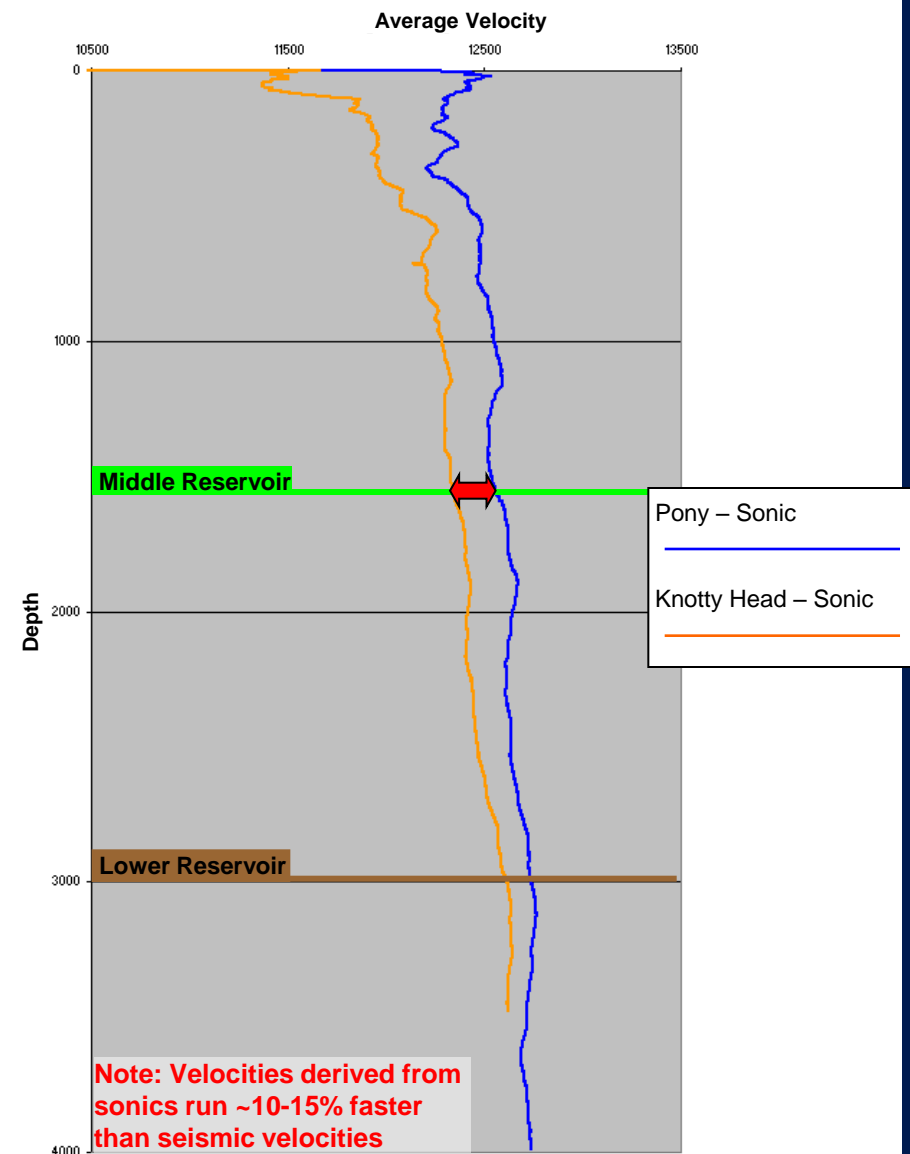 Average Velocity
10500 11500 12500 13500
0
1000
Middle Reservoir
Pony – Sonic
Knotty Head – Sonic
2000
Depth
Lower Reservoir
3000
Note: Velocities derived from
sonics run ~10-15% faster
than seismic velocities
4000